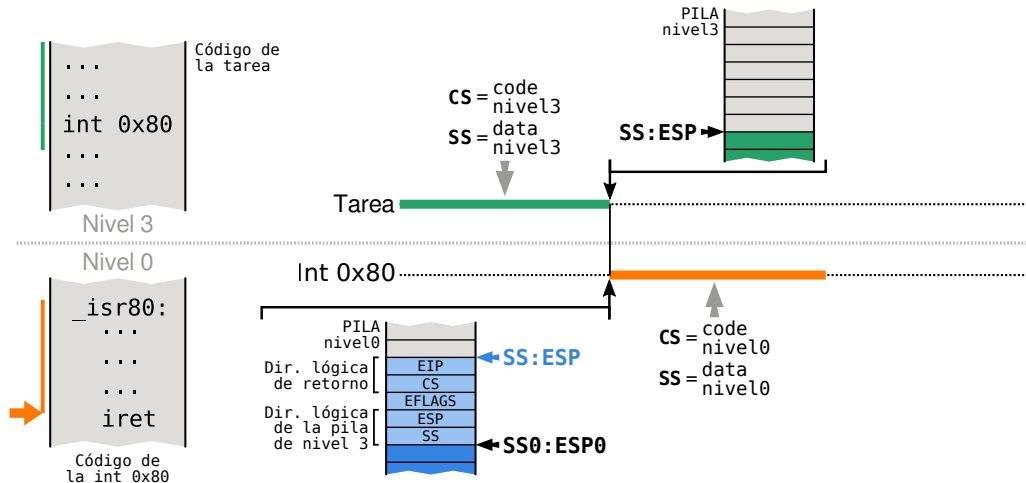 . . .
. . .
int 0x80
. . .
. . .
Código de
la tarea
Nivel 3
CS = code
nivel3
SS = data
nivel3
PILA
nivel3
SS:ESP
Tarea
Nivel 0
Int 0x80
_isr80:
...
...
...
iret
Código de
la int 0x80
PILA
nivel0
SS:ESP
Dir. lógica
de retorno
EIP
CS
EFLAGS
Dir. lógica
de la pila
de nivel 3
ESP
SS
SS0:ESP0
CS = code
nivel0
SS = data
nivel0